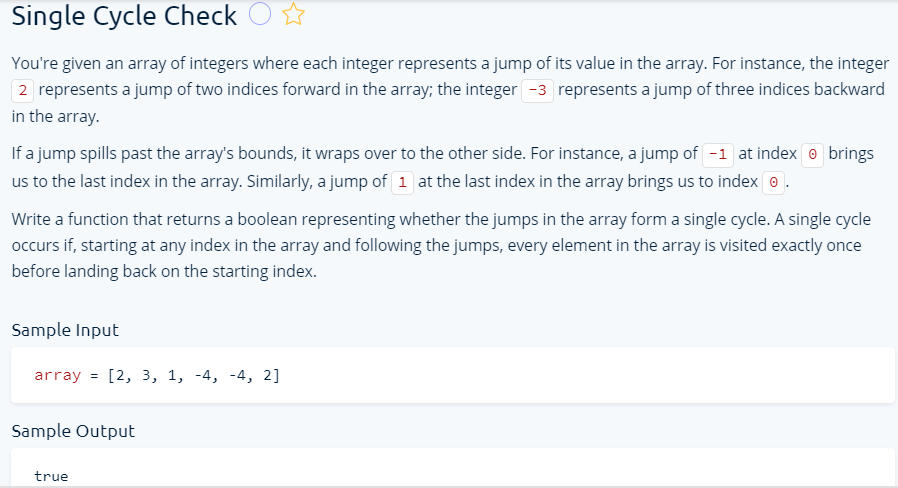 Single Cycle Check
You're given an array of integers where each integer represents a jump of its value in the array. For instance, the integer
2 represents a jump of two indices forward in the array; the integer -3 represents a jump of three indices backward
in the array.
If a jump spills past the array's bounds, it wraps over to the other side. For instance, a jump of -1 at index 0 brings
us to the last index in the array. Similarly, a jump of 1 at the last index in the array brings us to index 0.
Write a function that returns a boolean representing whether the jumps in the array form a single cycle. A single cycle
occurs if, starting at any index in the array and following the jumps, every element in the array is visited exactly once
before landing back on the starting index.
Sample Input
array = [2, 3, 1, -4, -4, 2]
Sample Output
true